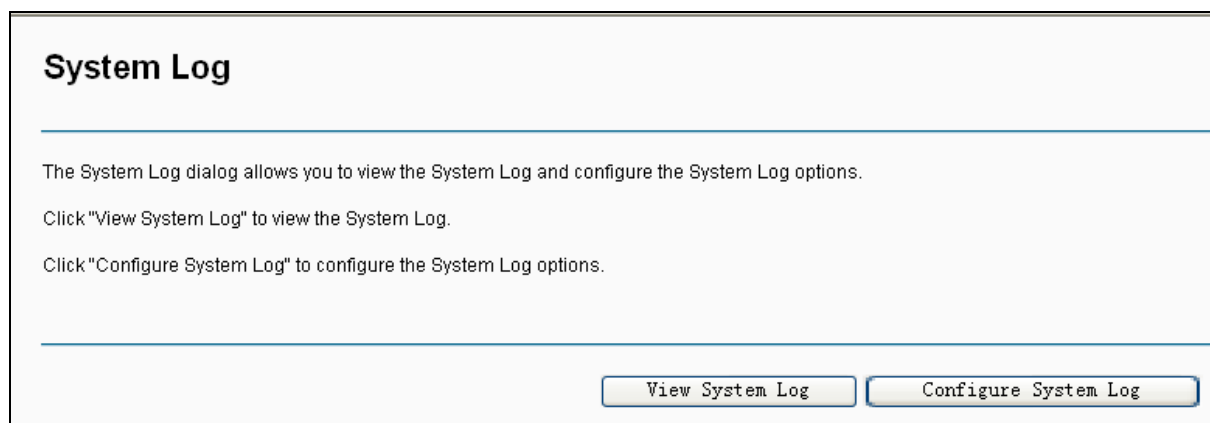 System Log
The System Log dialog allows you to view the System Log and configure the System Log options.
Click "View System Log" to view the System Log.
Click "Configure System Log" to configure the System Log options.
View System Log
Configure System Log